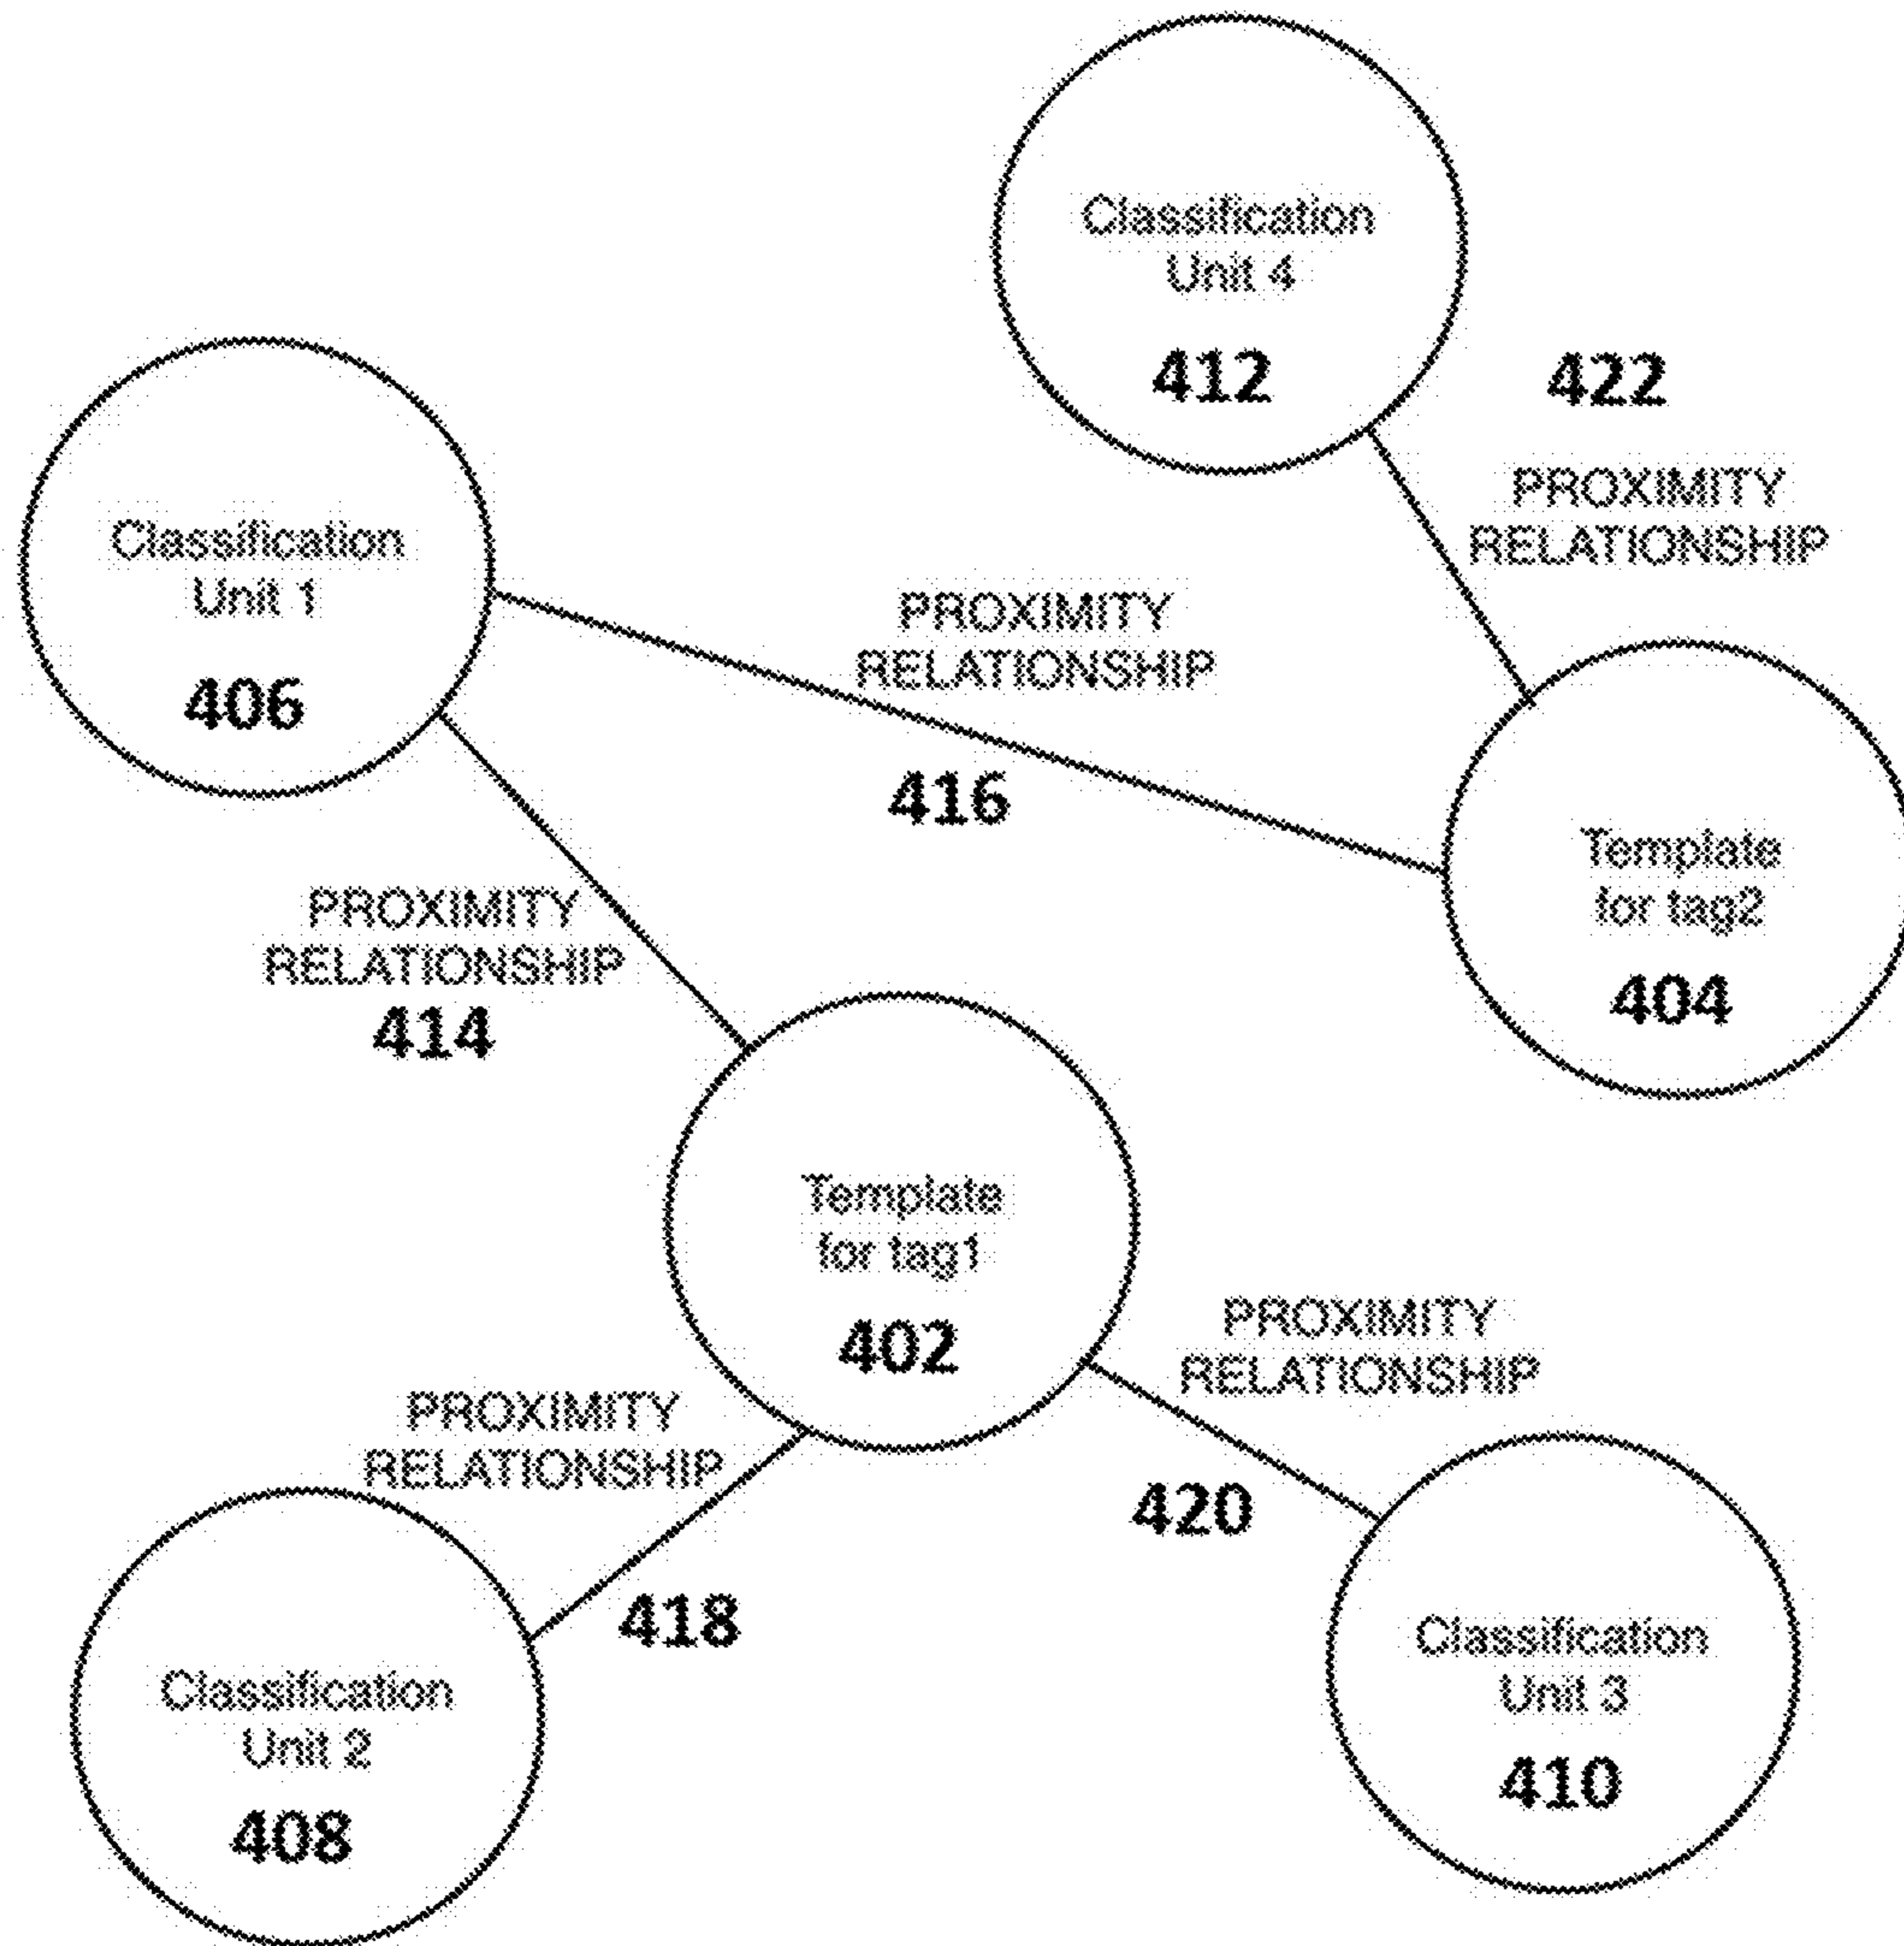 Classification
Unit 4
412
422
PROXIMITY
RELATIONSHIP
Classification
Unit 1
406
PROXIMITY
RELATIONSHIP
416
Template
for tag2
404
PROXIMITY
RELATIONSHIP
414
Template
for tag1
402
PROXIMITY
RELATIONSHIP
420
PROXIMITY
RELATIONSHIP
418
Classification
Unit 3
410
Classification
Unit 2
408